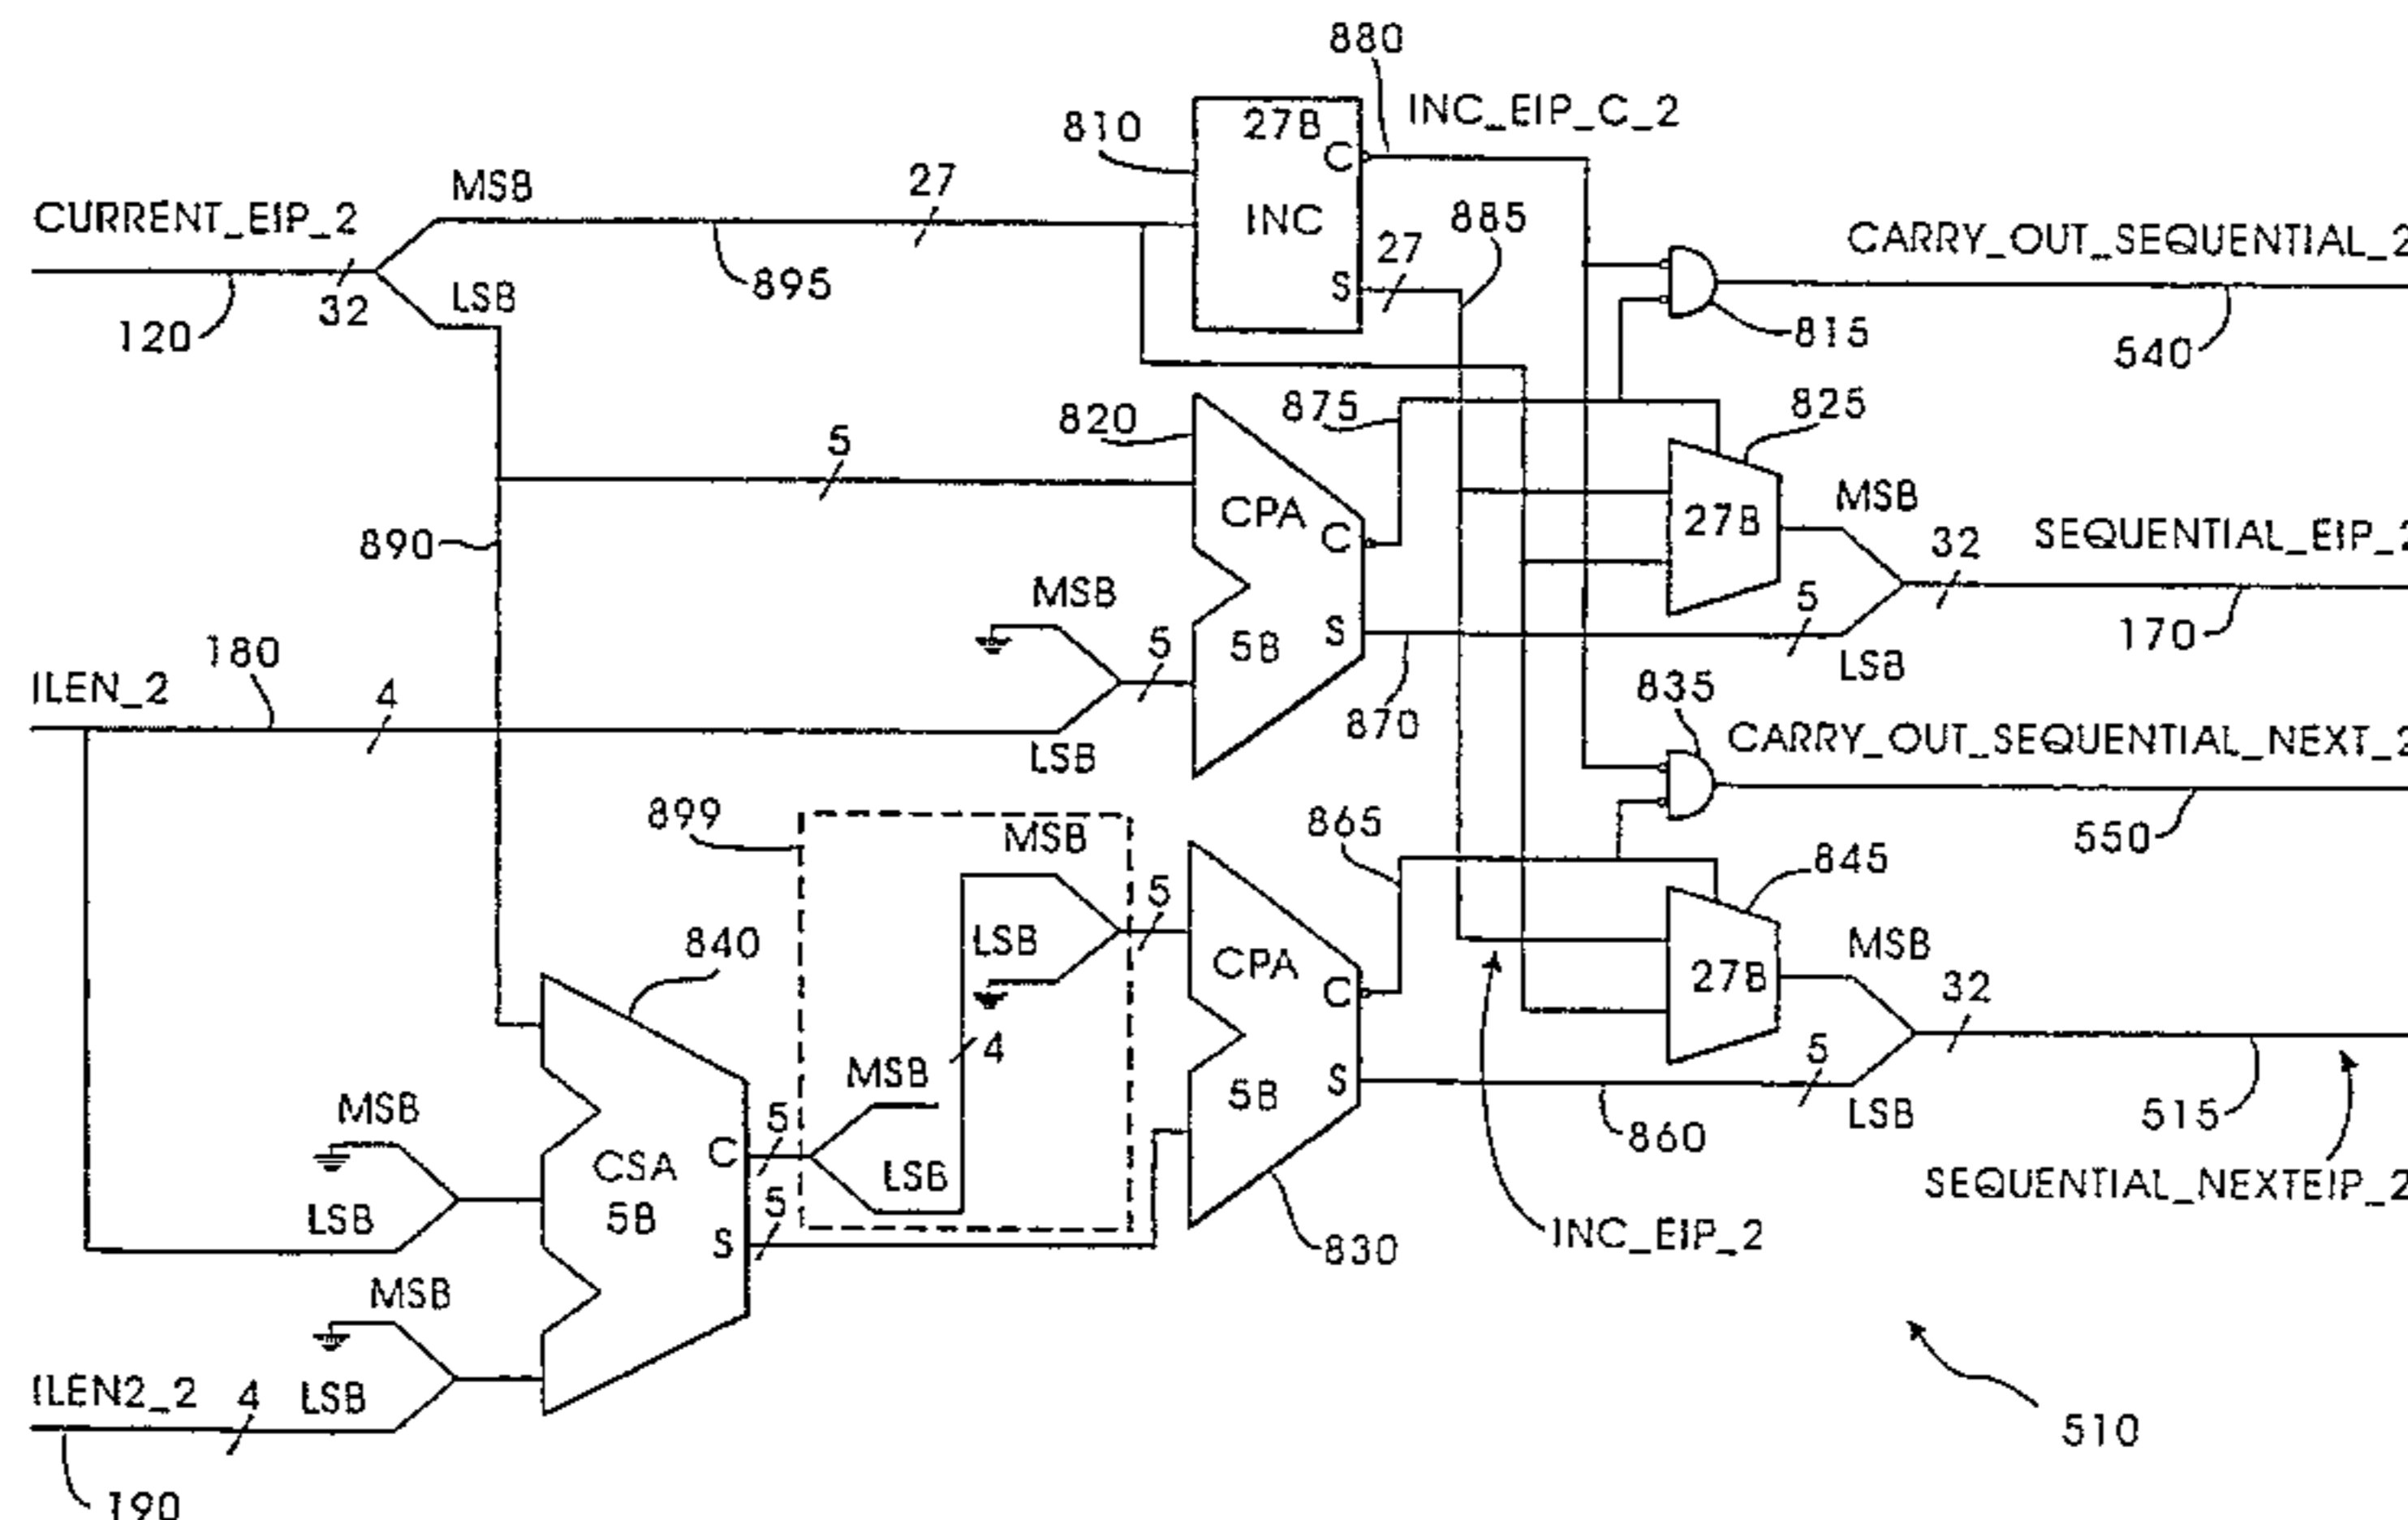 880
INC_EIP_C_2
810
27B
C
MSB
27
INC
885
CURRENT_EIP_2
27
CARRY_OUT_SEQUENTIAL_2
895
S
LSB
32
120
815
540
820
875
825
5
CPA
C
27B
MSB
890
32
SEQUENTIAL_EIP_2
MSB
5
5B
S
5
170
180
LSB
ILEN_2
4
870
835
LSB
CARRY_OUT_SEQUENTIAL_NEXT_2
899
MSB
865
550
845
5
840
LSB
CPA
C
27B
MSB
32
4
MSB
MSB
5
S
5
5B
515
LSB
C
860
CSA
5B
LSB
LSB
5
S
SEQUENTIAL_NEXTEIP_2
830
INC_EIP_2
MSB
ILEN2_2
4
LSB
510
190